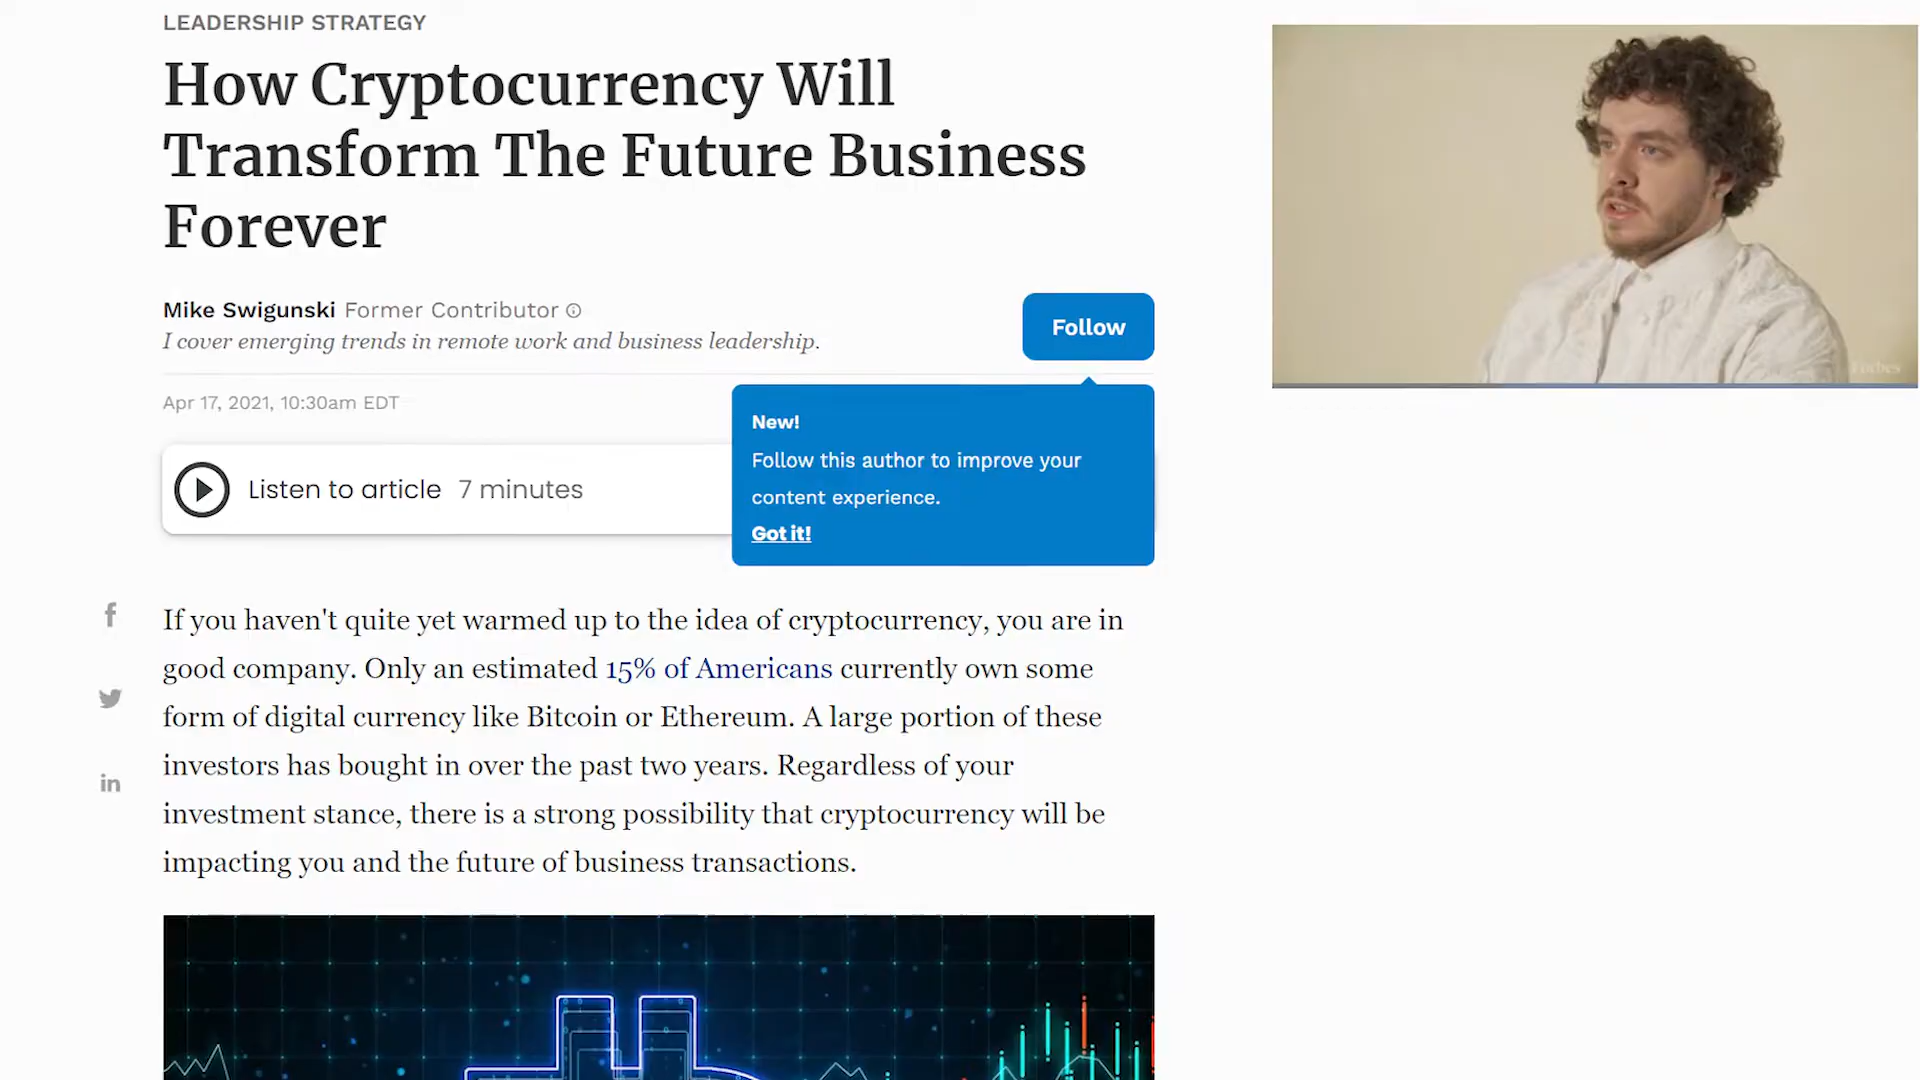 LEADERSHIP STRATEGY
How Cryptocurrency Will
Transform The Future Business
Forever
Mike Swigunski Former Contributor
I cover emerging trends in remote work and business leadership.
Follow
Apr 17, 2021, 10:30am EDT
Listen to article 7 minutes
New!
Follow this author to improve your
content experience.
Got it!
If you haven't quite yet warmed up to the idea of cryptocurrency, you are in
good company. Only an estimated 15% of Americans currently own some
form of digital currency like Bitcoin or Ethereum. A large portion of these
investors has bought in over the past two years. Regardless of your
investment stance, there is a strong possibility that cryptocurrency will be
impacting you and the future of business transactions.
Forbes